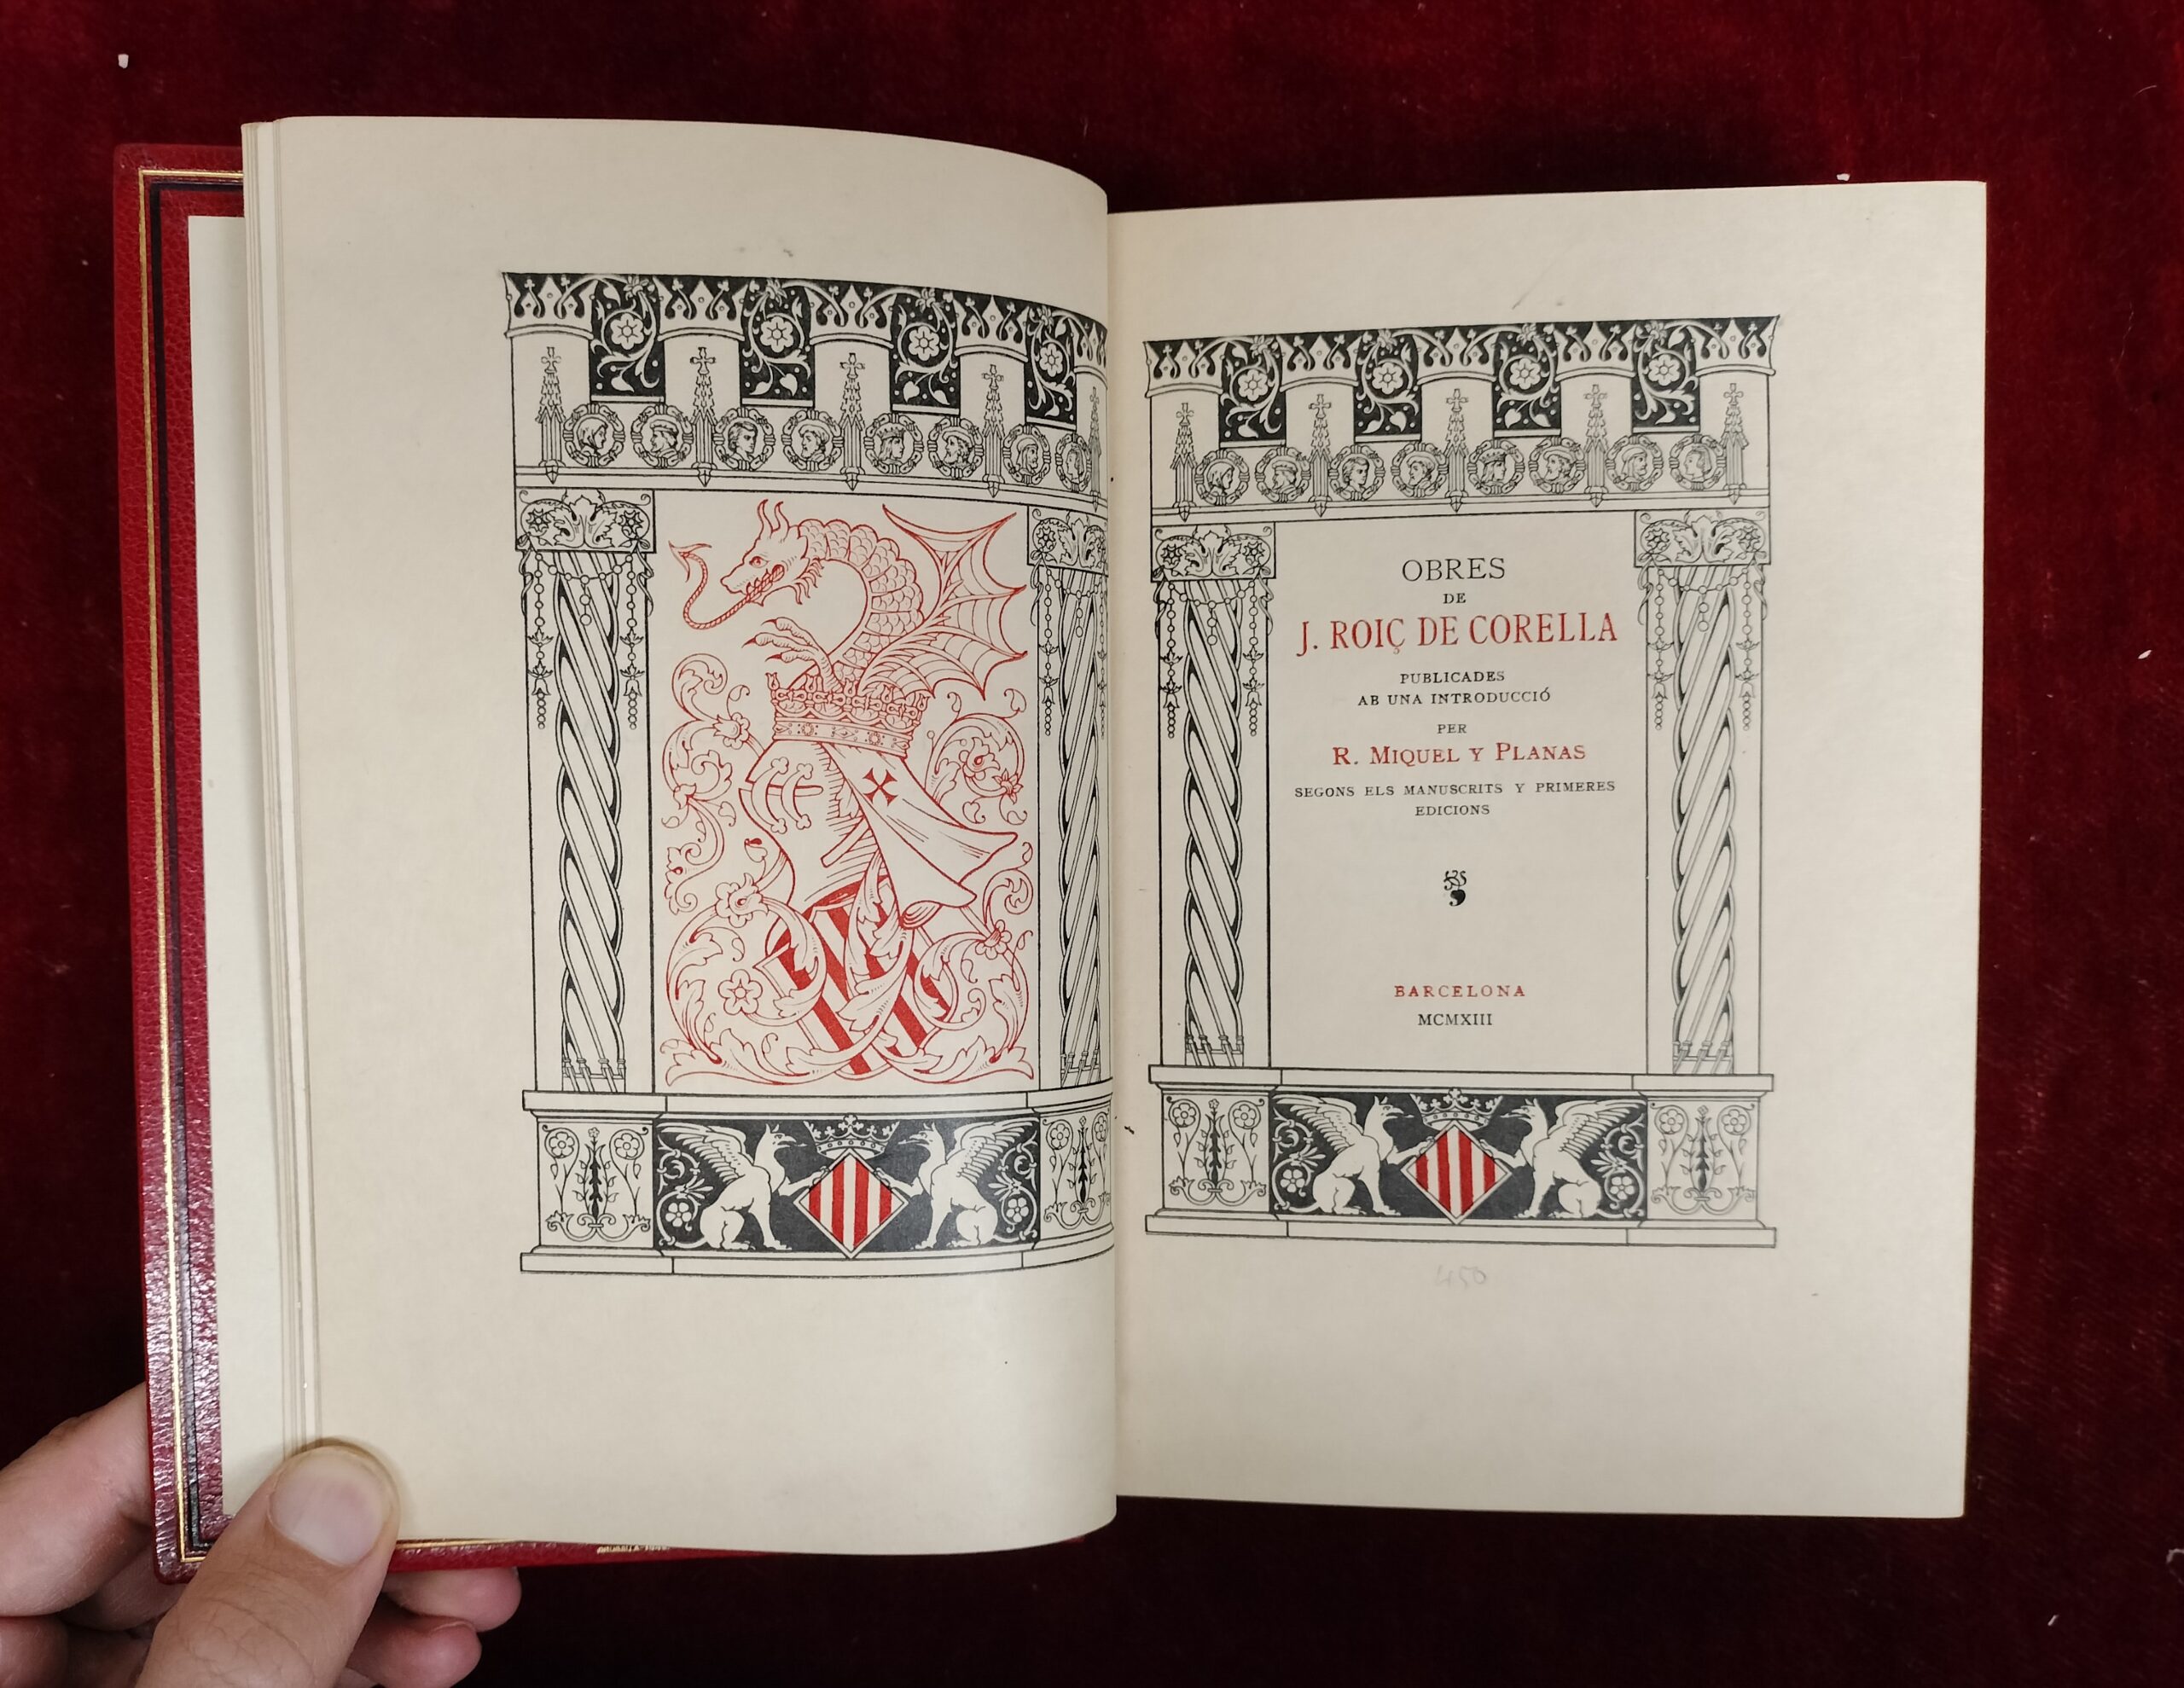 OBRES
DE
J. ROIÇ DE CORELLA
PUBLICADES
AB UNA INTRODUCCIÓ
PER
R. MIQUEL Y PLANAS
SEGONS ELS MANUSCRITS Y PRIMERES
EDICIONS
BARCELONA
MCMXIII
450